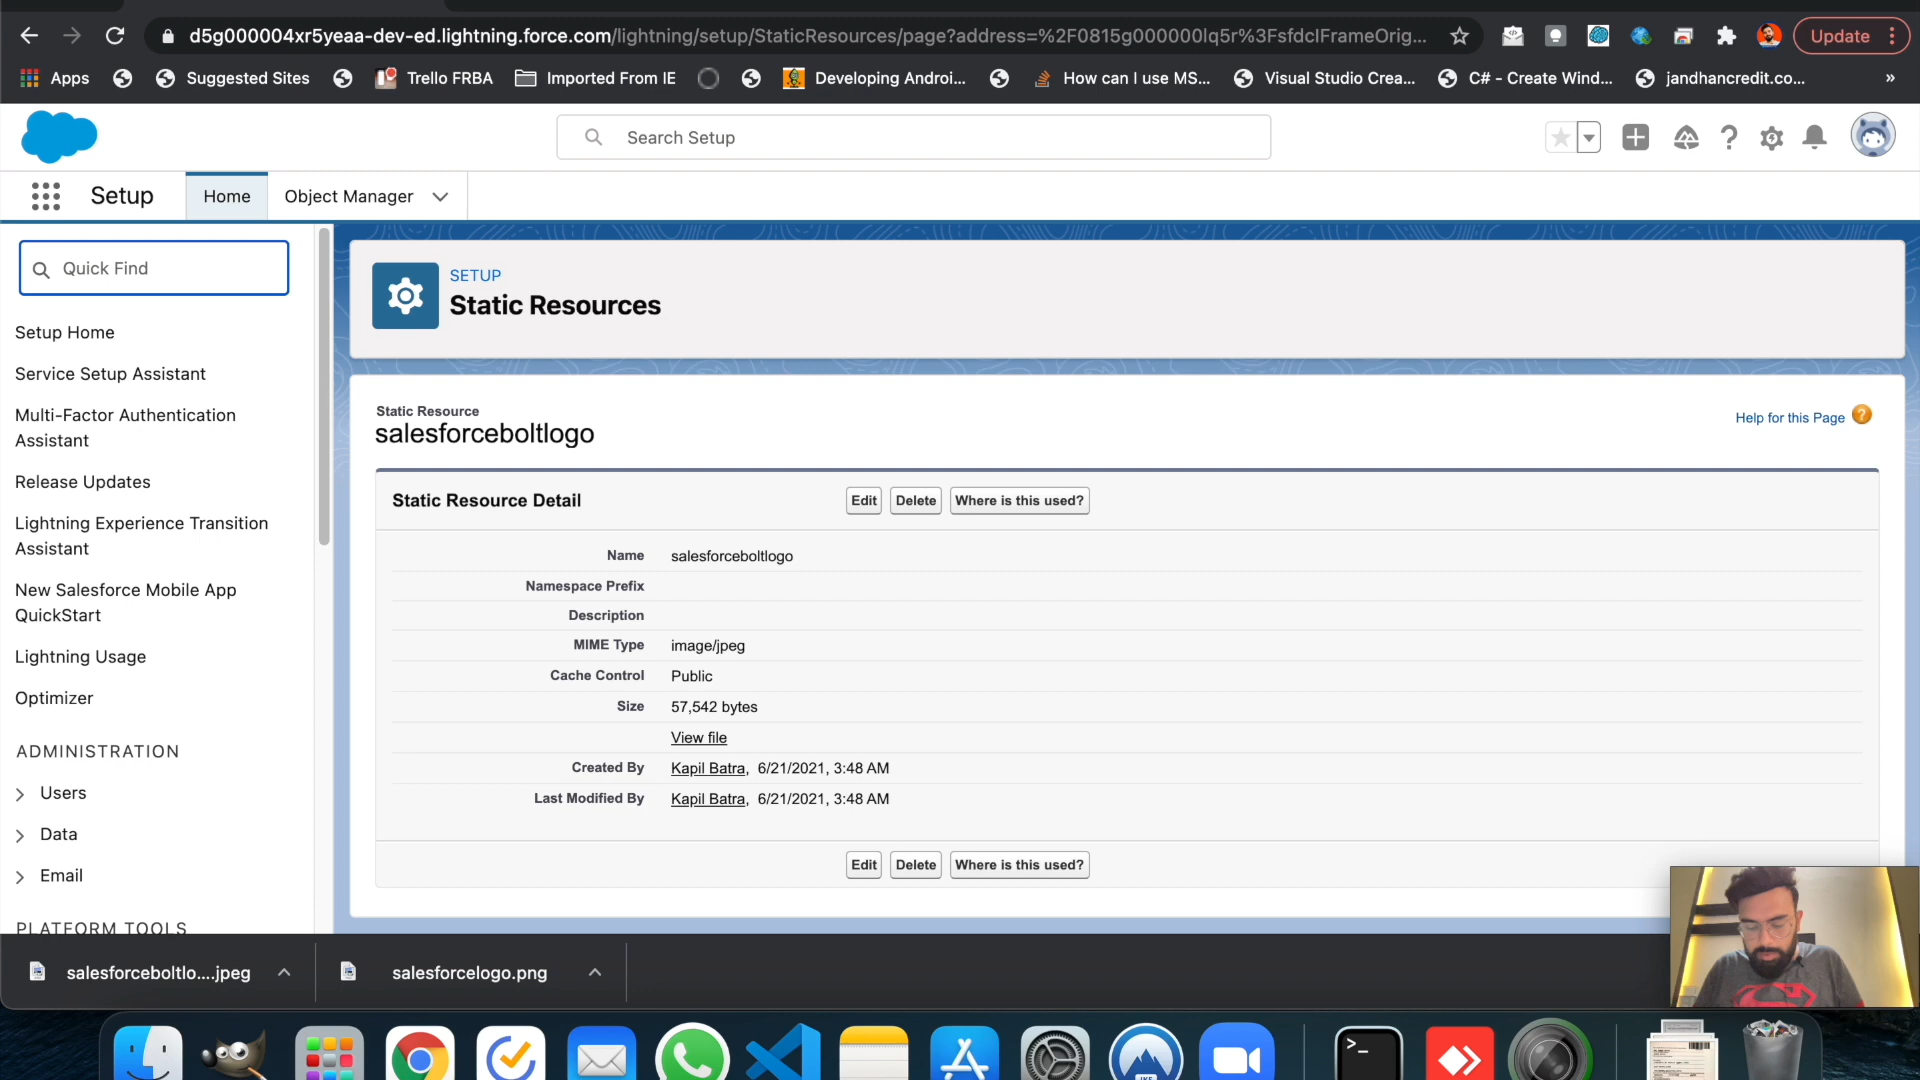 d5g000004xr5yeaa-dev-ed.lightning.force.com/lightning/setup/StaticResources/page?address=%2F0815g000000lq5r%3FsfdcIFrameOrig...
Update
Apps
Suggested Sites
Trello FRBA
Imported From IE
Developing Androi...
How can I use MS...
Visual Studio Crea...
C# - Create Wind...
jandhancredit.co...
»
Search Setup
Setup
Home
Object Manager
Quick Find
Setup Home
Service Setup Assistant
Multi-Factor Authentication
Assistant
Release Updates
Lightning Experience Transition
Assistant
New Salesforce Mobile App
QuickStart
Lightning Usage
Optimizer
ADMINISTRATION
Users
Data
Email
PLATFORM TOOLS
SETUP
Static Resources
Static Resource
salesforceboltlogo
Help for this Page
Static Resource Detail
Edit
Delete
Where is this used?
Name salesforceboltlogo
Namespace Prefix
Description
MIME Type image/jpeg
Cache Control Public
Size 57,542 bytes
View file
Created By Kapil Batra, 6/21/2021, 3:48 AM
Last Modified By Kapil Batra, 6/21/2021, 3:48 AM
Edit
Delete
Where is this used?
salesforceboltlo....jpeg
salesforcelogo.png